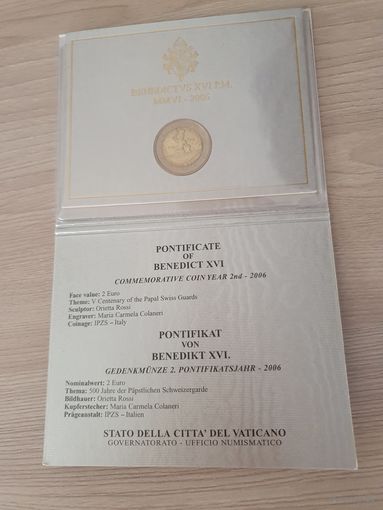 BENEDICTVS XVI P.M.
MMVI - 2006
PONTIFICATE
OF
BENEDICT XVI
COMMEMORATIVE COIN YEAR 2nd - 2006
Face value: 2 Euro
Theme: V Centenary of the Papal Swiss Guards
Sculptor: Orietta Rossi
Engraver: Maria Carmela Colaneri
Coinage: IPZS – Italy
PONTIFIKAT
VON
BENEDIKT XVI.
GEDENKMÜNZE 2. PONTIFIKATSJAHR - 2006
Nominalwert: 2 Euro
Thema: 500 Jahre der Päpstlichen Schweizergarde
Bildhauer: Orietta Rossi
Kupferstecher: Maria Carmela Colaneri
Prägeanstalt: IPZS – Italien
STATO DELLA CITTA' DEL VATICANO
GOVERNATORATO - UFFICIO NUMISMATICO